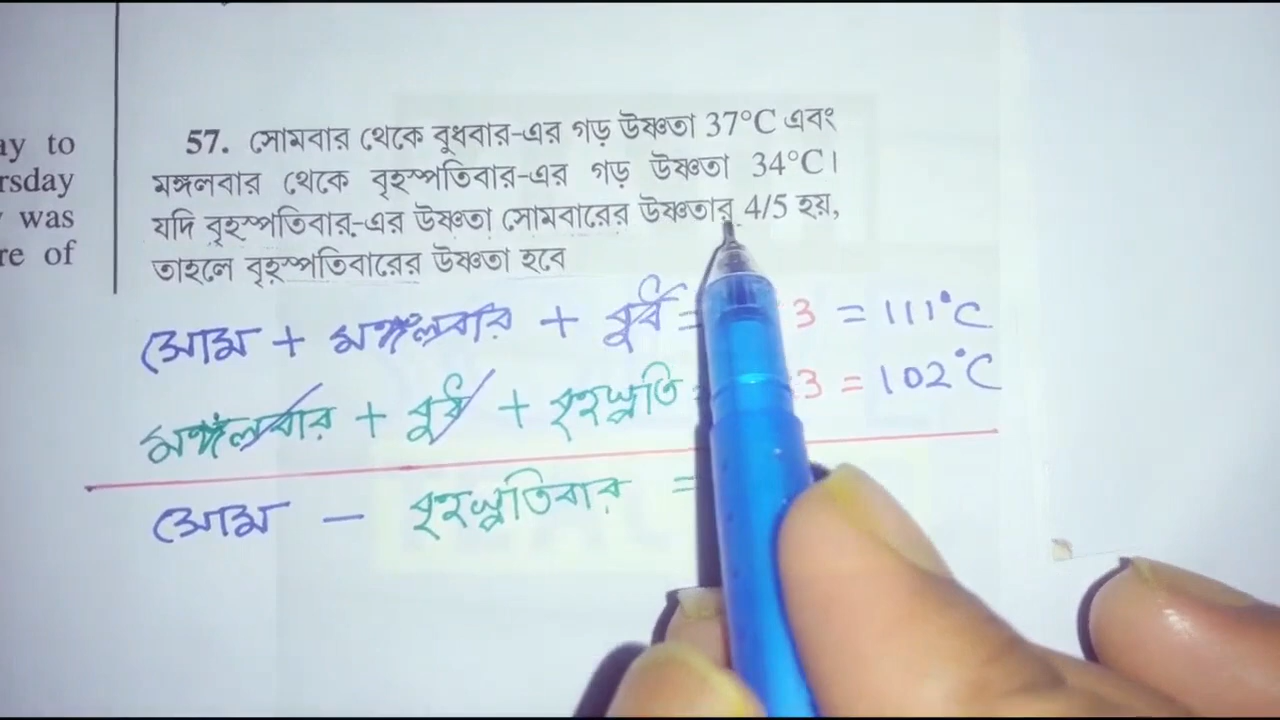 ay to
rsday
was
re of
57. সোমবার থেকে বুধবার-এর গড় উষ্ণতা 37°C এবং
মঙ্গলবার থেকে বৃহস্পতিবার-এর গড় উষ্ণতা 34°C।
যদি বৃহস্পতিবার-এর উষ্ণতা সোমবারের উষ্ণতার 4/5 হয়,
তাহলে বৃহস্পতিবারের উষ্ণতা হবে
সোম + মঙ্গলবার + বুধ = 3 = 111°C
মঙ্গলবার + বুধ + বৃহস্পতি = ×3 = 102°C
সোম - বৃহস্পতিবার =